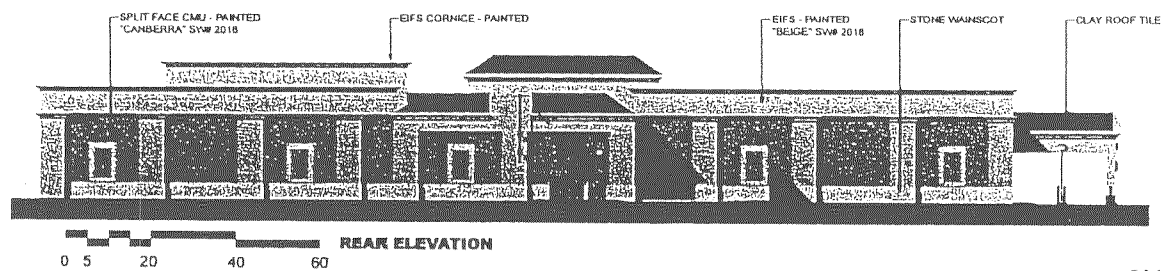 SPLIT FACE CMU - PAINTED
"CANBERRA" SW# 2018
EIFS CORNICE - PAINTED
EIFS - PAINTED
"BEIGE" SW# 2018
STONE WAINSCOT
CLAY ROOF TILE
REAR ELEVATION
0 5 20 40 60